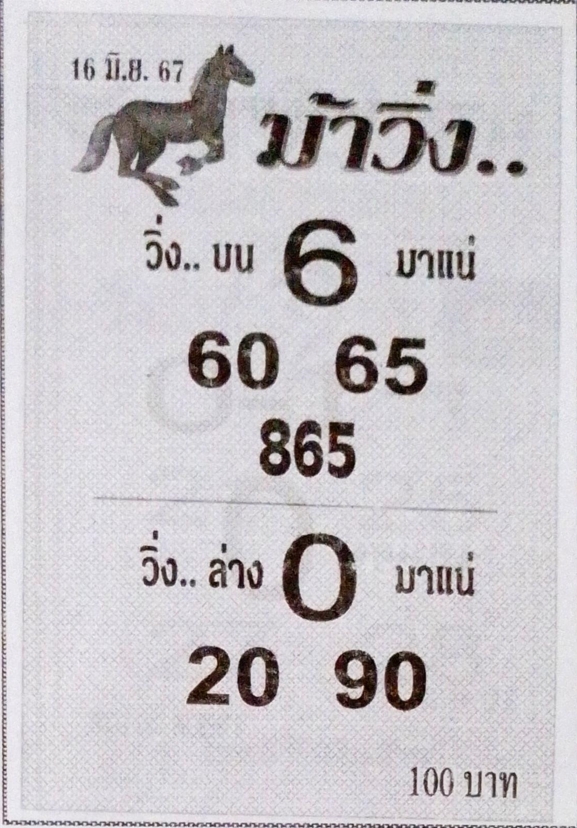 16 มิ.ย. 67
ม้าวิ่ง..
วิ่ง.. บน 6 มาแน่
60 65
865
วิ่ง.. ล่าง 0 มาแน่
20 90
100 บาท